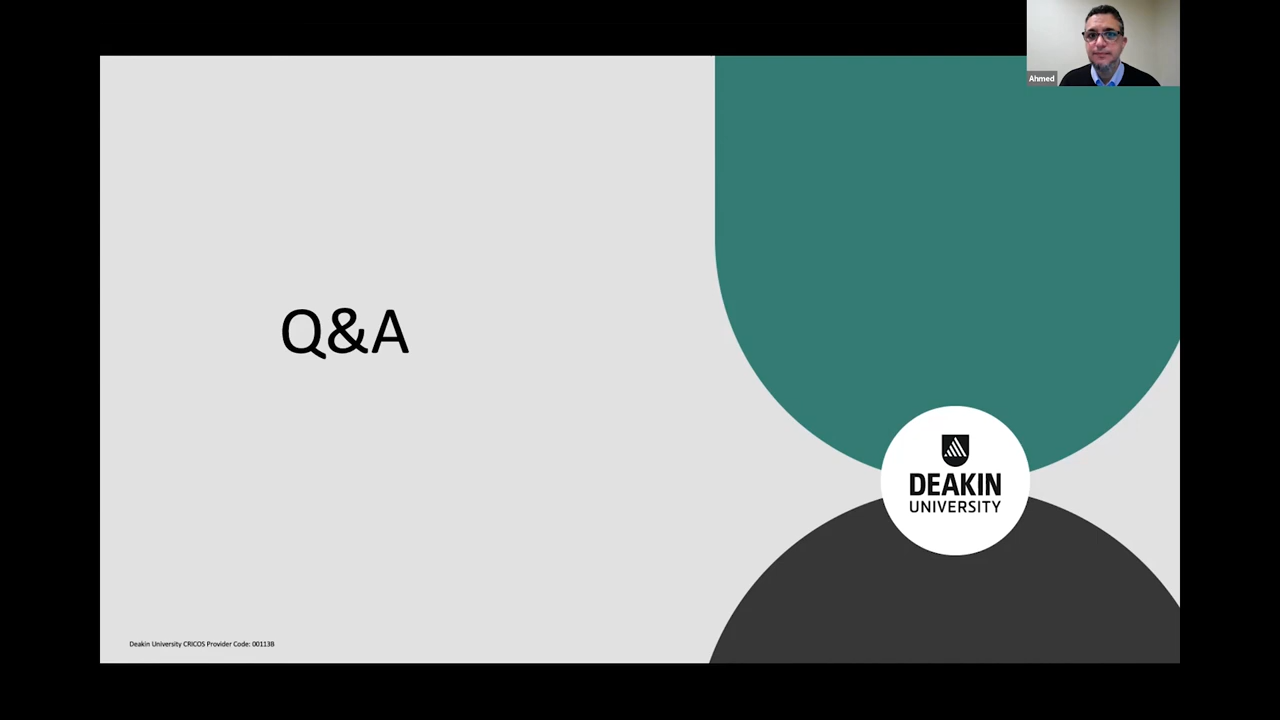 Ahmed
Q&A
DEAKIN
UNIVERSITY
Deakin University CRICOS Provider Code: 00113B